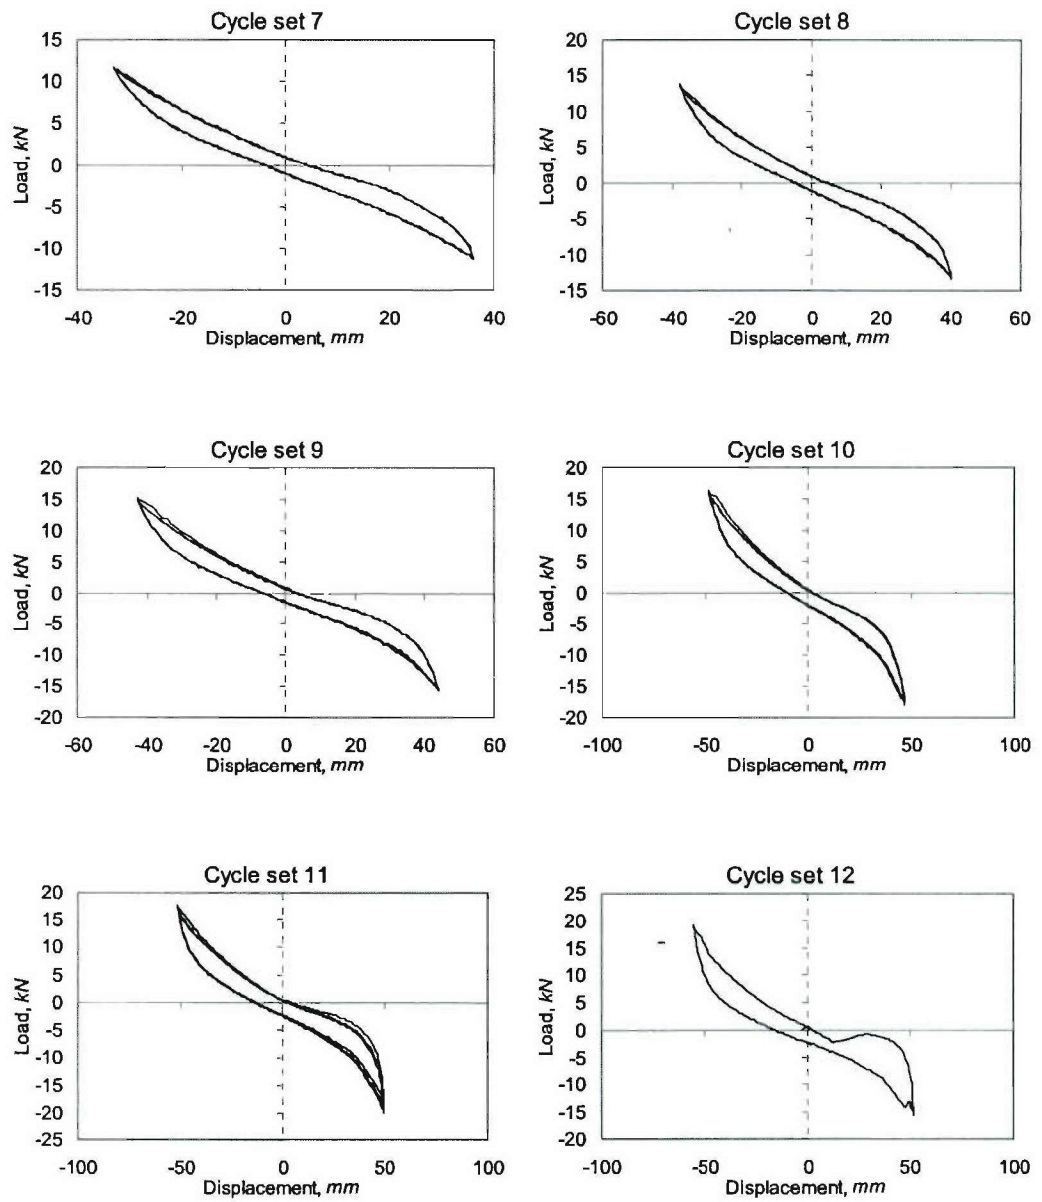 Cycle set 7
15
10
5
0
-5
-10
-15
Load, kN
-40 -20 0 20 40
Displacement, mm
Cycle set 8
20
15
10
5
0
-5
-10
-15
Load, kN
-60 -40 -20 0 20 40 60
Displacement, mm
Cycle set 9
20
15
10
5
0
-5
-10
-15
-20
Load, kN
-60 -40 -20 0 20 40 60
Displacement, mm
Cycle set 10
20
15
10
5
0
-5
-10
-15
-20
Load, kN
-100 -50 0 50 100
Displacement, mm
Cycle set 11
20
15
10
5
0
-5
-10
-15
-20
-25
Load, kN
-100 -50 0 50 100
Displacement, mm
Cycle set 12
25
20
15
10
5
0
-5
-10
-15
-20
Load, kN
-100 -50 0 50 100
Displacement, mm